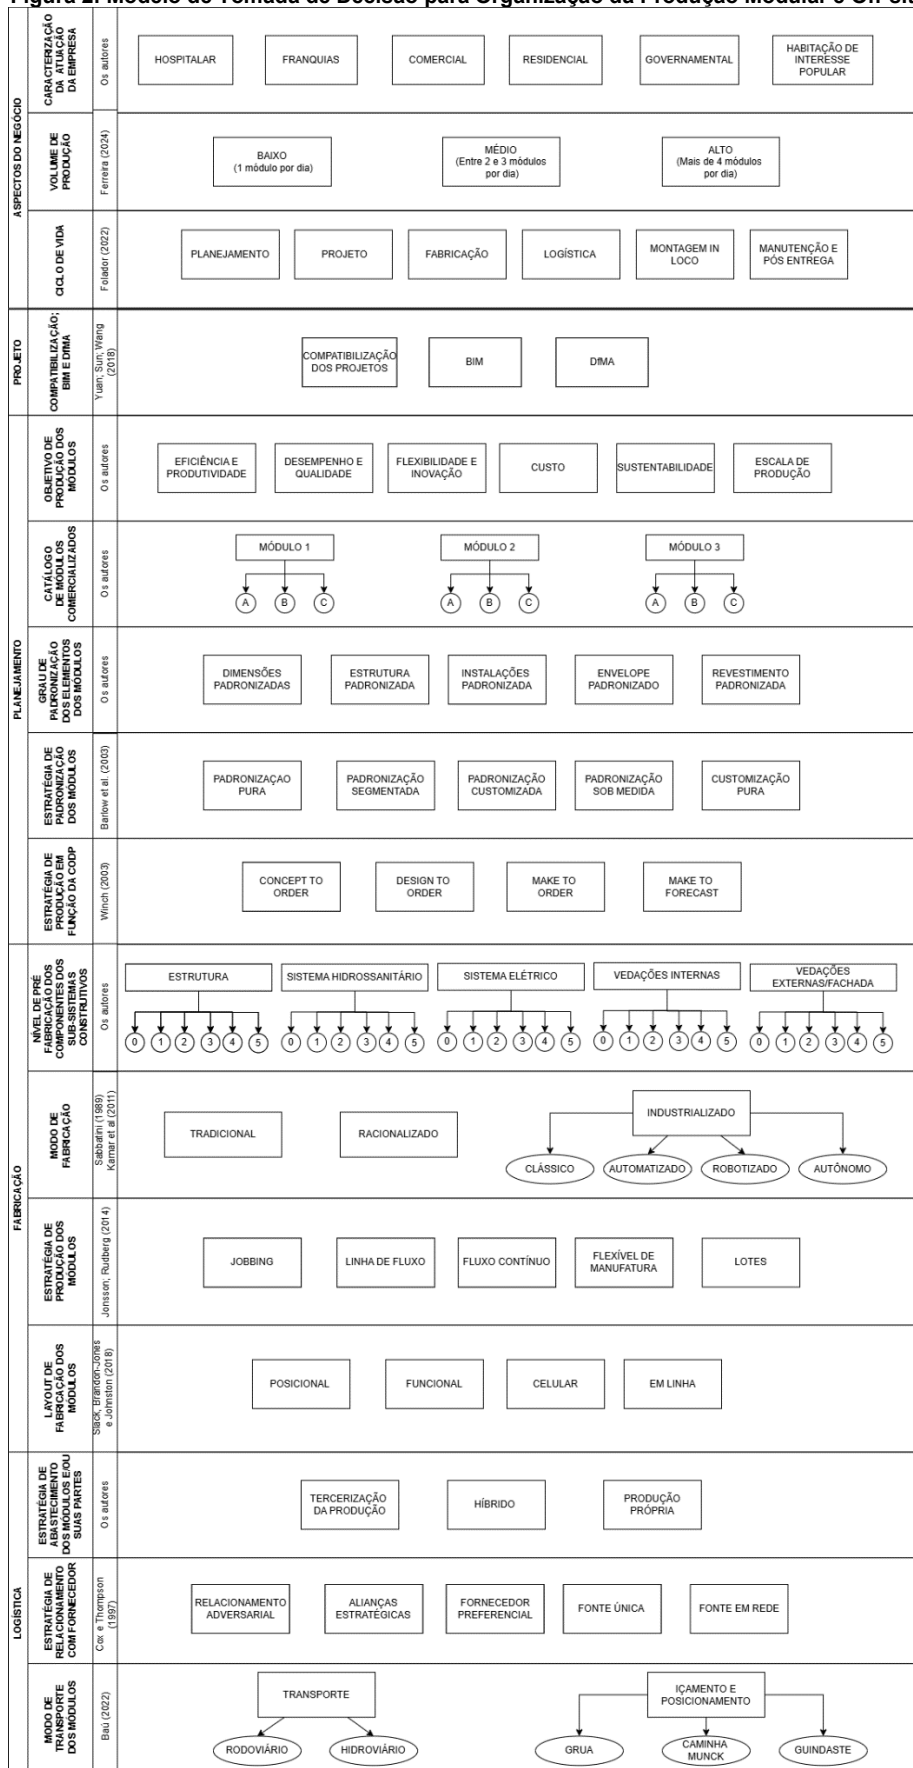 Figura 2: Modelo de Tomada de Decisão para Organização da Produção Modular e Off-sit
ASPECTOS DO NEGÓCIO
CARACTERIZAÇÃO
DA ATUAÇÃO
DA EMPRESA
Os autores
HOSPITALAR
FRANQUIAS
COMERCIAL
RESIDENCIAL
GOVERNAMENTAL
HABITAÇÃO DE
INTERESSE
POPULAR
VOLUME DE
PRODUÇÃO
Ferreira (2024)
BAIXO
(1 módulo por dia)
MÉDIO
(Entre 2 e 3 módulos
por dia)
ALTO
(Mais de 4 módulos
por dia)
CICLO DE VIDA
Folador (2022)
PLANEJAMENTO
PROJETO
FABRICAÇÃO
LOGÍSTICA
MONTAGEM IN
LOCO
MANUTENÇÃO E
PÓS ENTREGA
PROJETO
COMPATIBILIZAÇÃO;
BIM E DfMA
Yuan; Sun; Wang
(2018)
COMPATIBILIZAÇÃO
DOS PROJETOS
BIM
DfMA
PLANEJAMENTO
OBJETIVO DE
PRODUÇÃO DOS
MÓDULOS
Os autores
EFICIÊNCIA E
PRODUTIVIDADE
DESEMPENHO E
QUALIDADE
FLEXIBILIDADE E
INOVAÇÃO
CUSTO
SUSTENTABILIDADE
ESCALA DE
PRODUÇÃO
CATÁLOGO
DE MÓDULOS
COMERCIALIZADOS
Os autores
MÓDULO 1
A B C
MÓDULO 2
A B C
MÓDULO 3
A B C
GRAU DE
PADRONIZAÇÃO
DOS ELEMENTOS
DOS MÓDULOS
Os autores
DIMENSÕES
PADRONIZADAS
ESTRUTURA
PADRONIZADA
INSTALAÇÕES
PADRONIZADA
ENVELOPE
PADRONIZADO
REVESTIMENTO
PADRONIZADA
ESTRATÉGIA DE
PADRONIZAÇÃO
DOS MÓDULOS
Barlow et al. (2003)
PADRONIZAÇAO
PURA
PADRONIZAÇÃO
SEGMENTADA
PADRONIZAÇÃO
CUSTOMIZADA
PADRONIZAÇÃO
SOB MEDIDA
CUSTOMIZAÇÃO
PURA
ESTRATÉGIA DE
PRODUÇÃO EM
FUNÇÃO DA CODP
Winch (2003)
CONCEPT TO
ORDER
DESIGN TO
ORDER
MAKE TO
ORDER
MAKE TO
FORECAST
FABRICAÇÃO
NÍVEL DE PRÉ
FABRICAÇÃO DOS
COMPONENTES DOS
SUB-SISTEMAS
CONSTRUTIVOS
Os autores
ESTRUTURA
0 1 2 3 4 5
SISTEMA HIDROSSANITÁRIO
0 1 2 3 4 5
SISTEMA ELÉTRICO
0 1 2 3 4 5
VEDAÇÕES INTERNAS
0 1 2 3 4 5
VEDAÇÕES
EXTERNAS/FACHADA
0 1 2 3 4 5
MODO DE
FABRICAÇÃO
Sabbatini (1989)
Kamar et al (2011)
TRADICIONAL
RACIONALIZADO
INDUSTRIALIZADO
CLÁSSICO
AUTOMATIZADO
ROBOTIZADO
AUTÔNOMO
ESTRATÉGIA DE
PRODUÇÃO DOS
MÓDULOS
Jonsson; Rudberg (2014)
JOBBING
LINHA DE FLUXO
FLUXO CONTÍNUO
FLEXÍVEL DE
MANUFATURA
LOTES
LAYOUT DE
FABRICAÇÃO DOS
MÓDULOS
Slack, Brandon-Jones
e Johnston (2018)
POSICIONAL
FUNCIONAL
CELULAR
EM LINHA
LOGÍSTICA
ESTRATÉGIA DE
ABASTECIMENTO
DOS MÓDULOS E/OU
SUAS PARTES
Os autores
TERCERIZAÇÃO
DA PRODUÇÃO
HÍBRIDO
PRODUÇÃO
PRÓPRIA
ESTRATÉGIA DE
RELACIONAMENTO
COM FORNECEDOR
Cox e Thompson
(1997)
RELACIONAMENTO
ADVERSARIAL
ALIANÇAS
ESTRATÉGICAS
FORNECEDOR
PREFERENCIAL
FONTE ÚNICA
FONTE EM REDE
MODO DE
TRANSPORTE
DOS MÓDULOS
Baú (2022)
TRANSPORTE
RODOVIÁRIO
HIDROVIÁRIO
IÇAMENTO E
POSICIONAMENTO
GRUA
CAMINHA
MUNCK
GUINDASTE